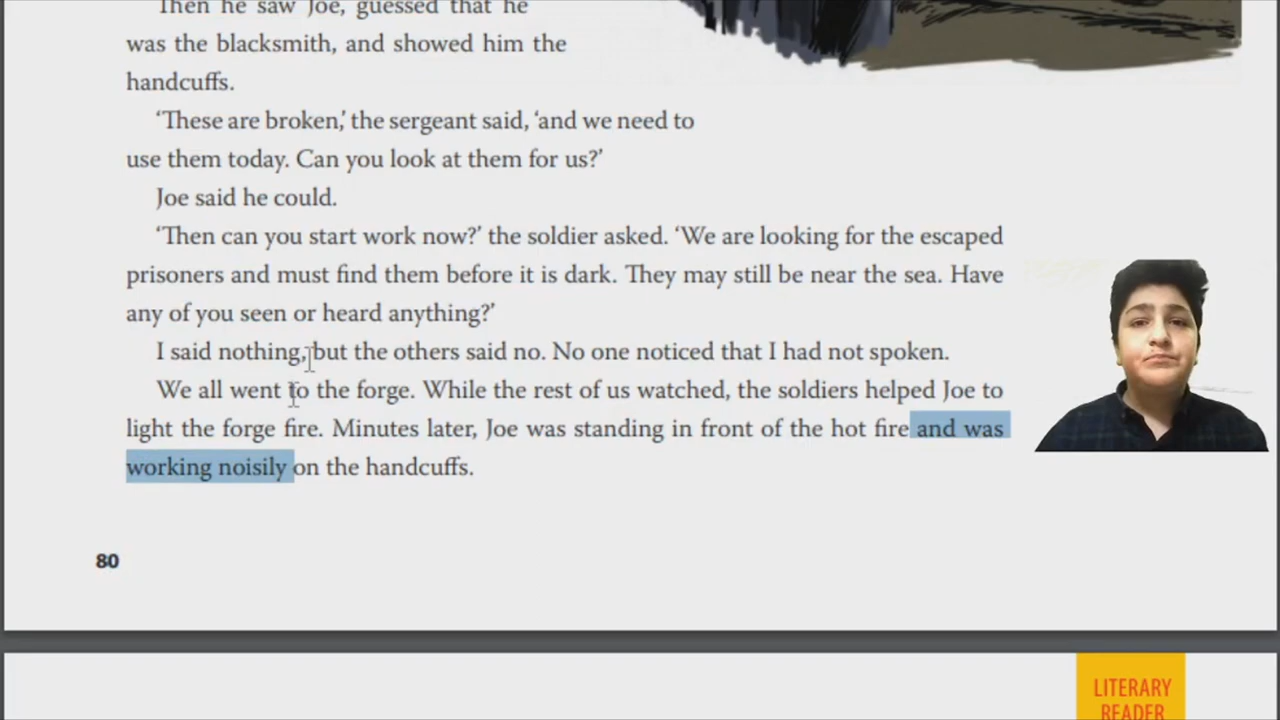 Then he saw Joe, guessed that he
was the blacksmith, and showed him the
handcuffs.
‘These are broken,’ the sergeant said, ‘and we need to
use them today. Can you look at them for us?’
Joe said he could.
‘Then can you start work now?’ the soldier asked. ‘We are looking for the escaped
prisoners and must find them before it is dark. They may still be near the sea. Have
any of you seen or heard anything?’
I said nothing, but the others said no. No one noticed that I had not spoken.
We all went to the forge. While the rest of us watched, the soldiers helped Joe to
light the forge fire. Minutes later, Joe was standing in front of the hot fire and was
working noisily on the handcuffs.
80
LITERARY
READER